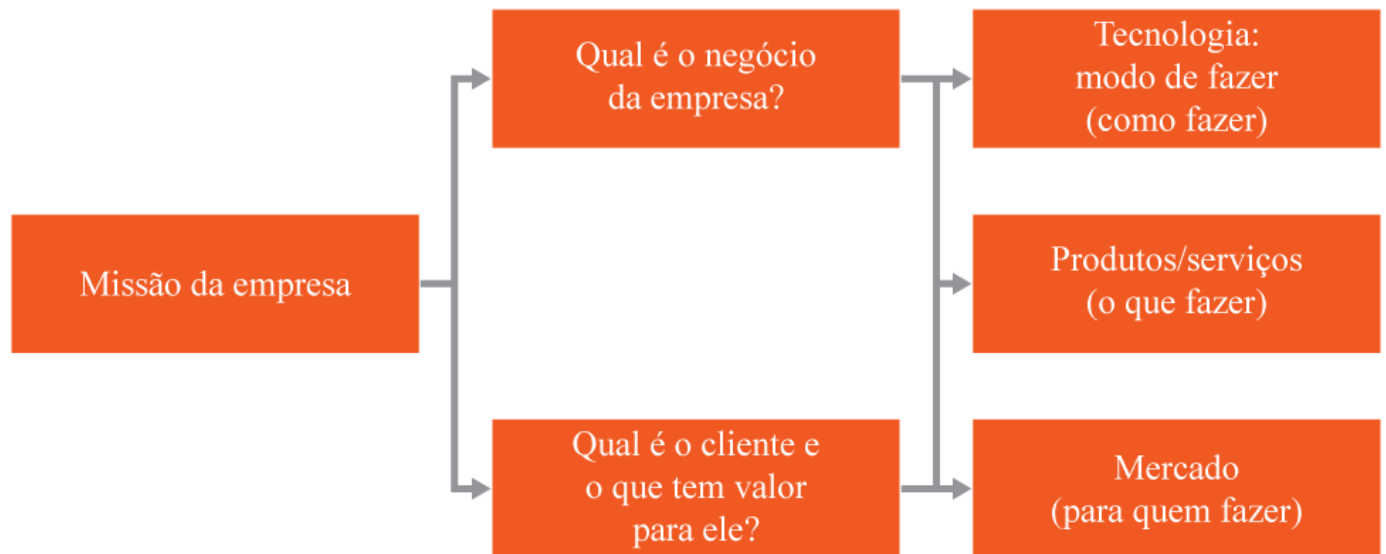 Missão da empresa
Qual é o negócio
da empresa?
Qual é o cliente e
o que tem valor
para ele?
Tecnologia:
modo de fazer
(como fazer)
Produtos/serviços
(o que fazer)
Mercado
(para quem fazer)